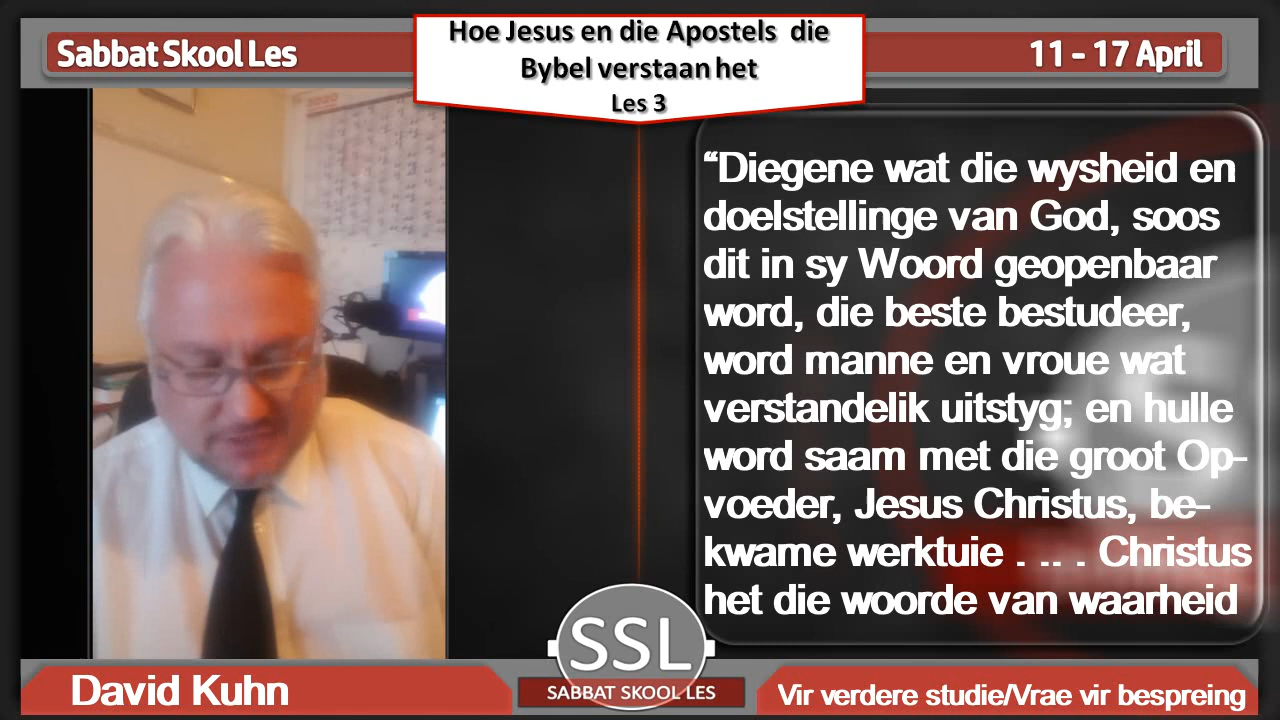 Sabbat Skool Les
Hoe Jesus en die Apostels die
Bybel verstaan het
Les 3
11 - 17 April
“Diegene wat die wysheid en
doelstellinge van God, soos
dit in sy Woord geopenbaar
word, die beste bestudeer,
word manne en vroue wat
verstandelik uitstyg; en hulle
word saam met die groot Op-
voeder, Jesus Christus, be-
kwame werktuie . .. . Christus
het die woorde van waarheid
SSL
SABBAT SKOOL LES
David Kuhn
Vir verdere studie/Vrae vir bespreing